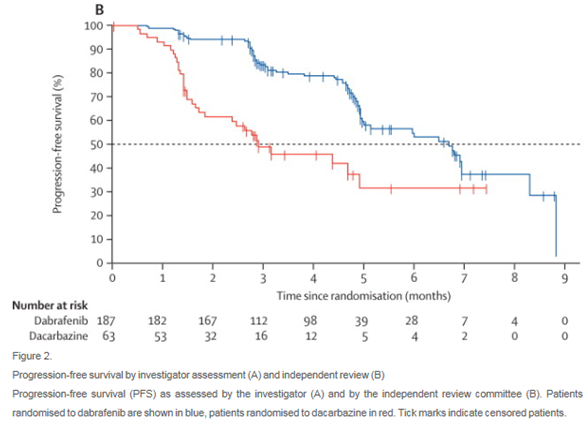 B
100
90
80
70
60
50
40
30
20
10
0
Progression-free survival (%)
0 1 2 3 4 5 6 7 8 9
Time since randomisation (months)
Number at risk
Dabrafenib 187 182 167 112 98 39 28 7 4 0
Dacarbazine 63 53 32 16 12 5 4 2 0 0
Figure 2.
Progression-free survival by investigator assessment (A) and independent review (B)
Progression-free survival (PFS) as assessed by the investigator (A) and by the independent review committee (B). Patients
randomised to dabrafenib are shown in blue, patients randomised to dacarbazine in red. Tick marks indicate censored patients.